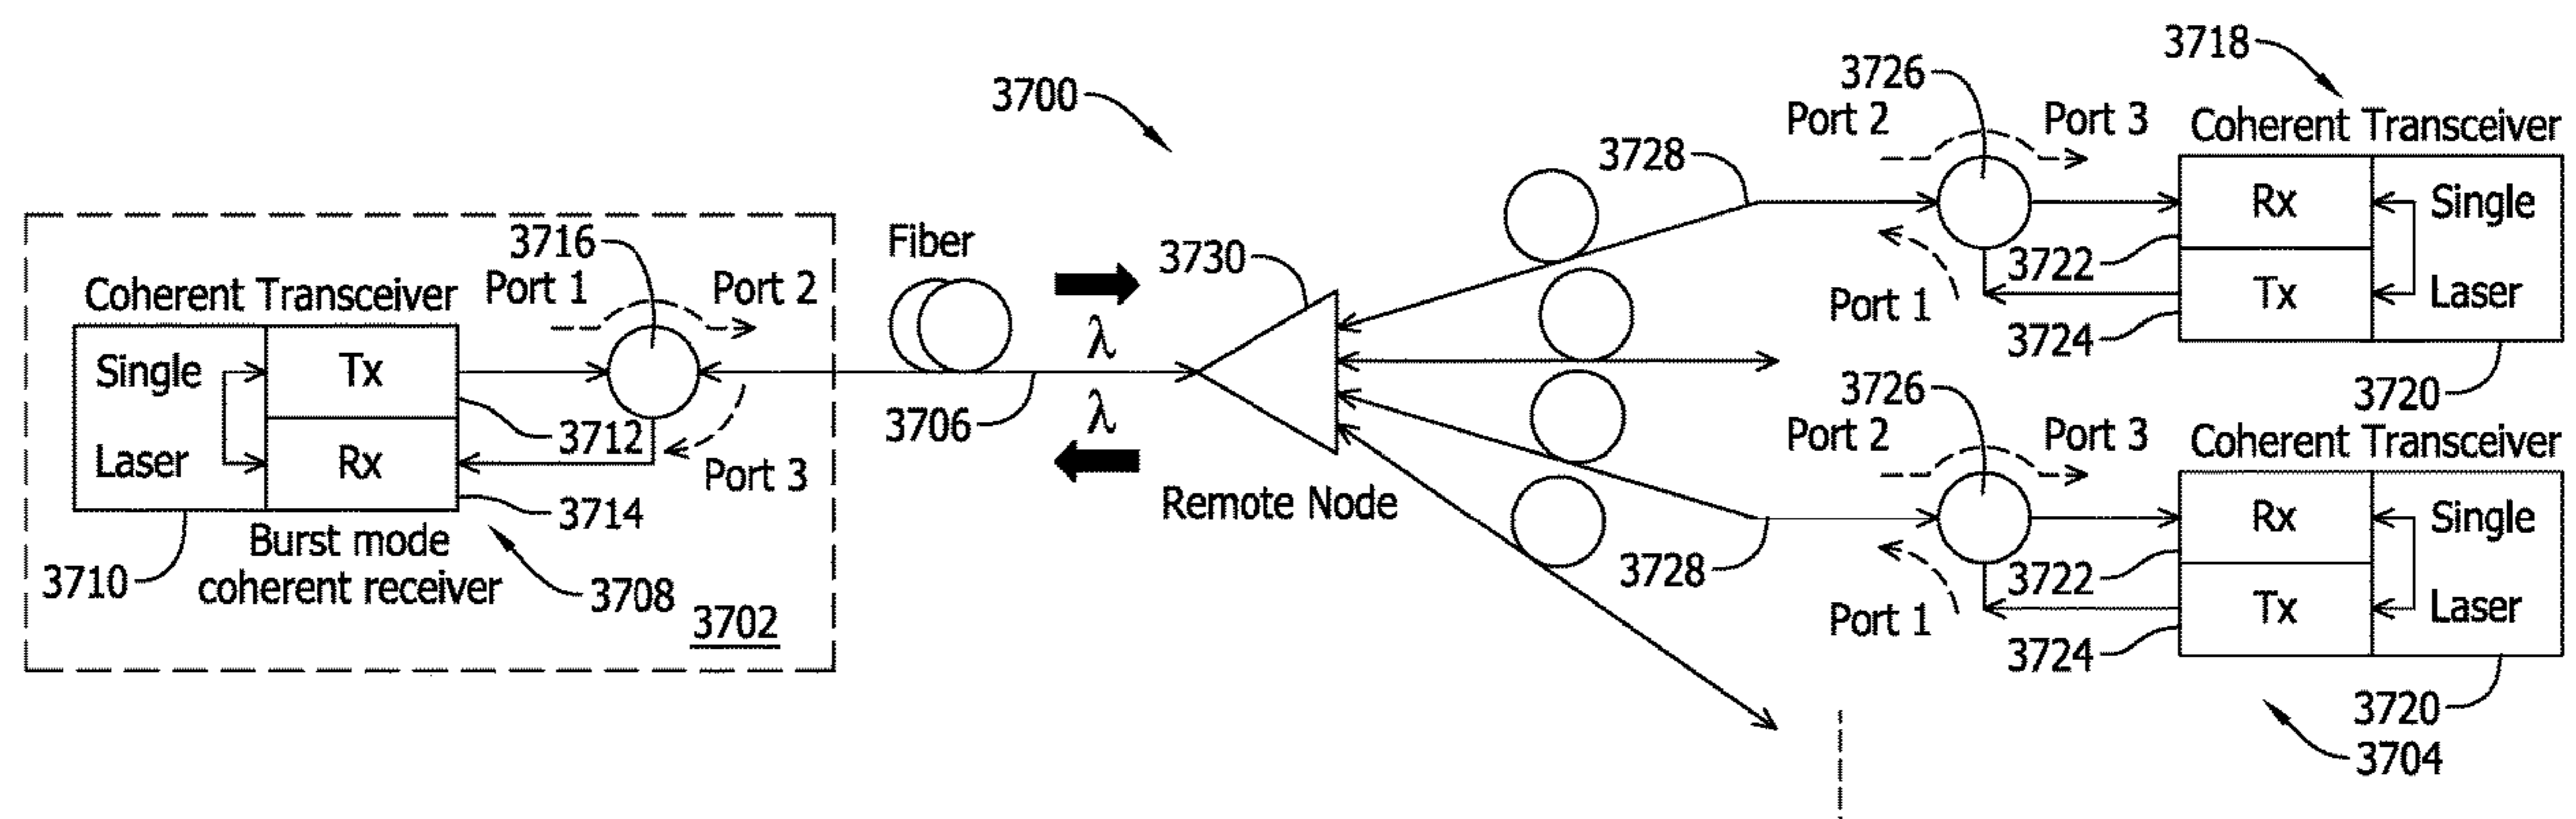 3700
Fiber
λ
λ
3706
3716
Port 1
Port 2
Port 3
Coherent Transceiver
Single
Laser
Tx
Rx
3712
3714
Burst mode
coherent receiver
3710
3708
3702
3730
Remote Node
3728
3728
3718
3726
Port 2
Port 3
Port 1
Coherent Transceiver
Rx
Tx
Single
Laser
3722
3724
3720
3726
Port 2
Port 3
Port 1
Coherent Transceiver
Rx
Tx
Single
Laser
3722
3724
3720
3704